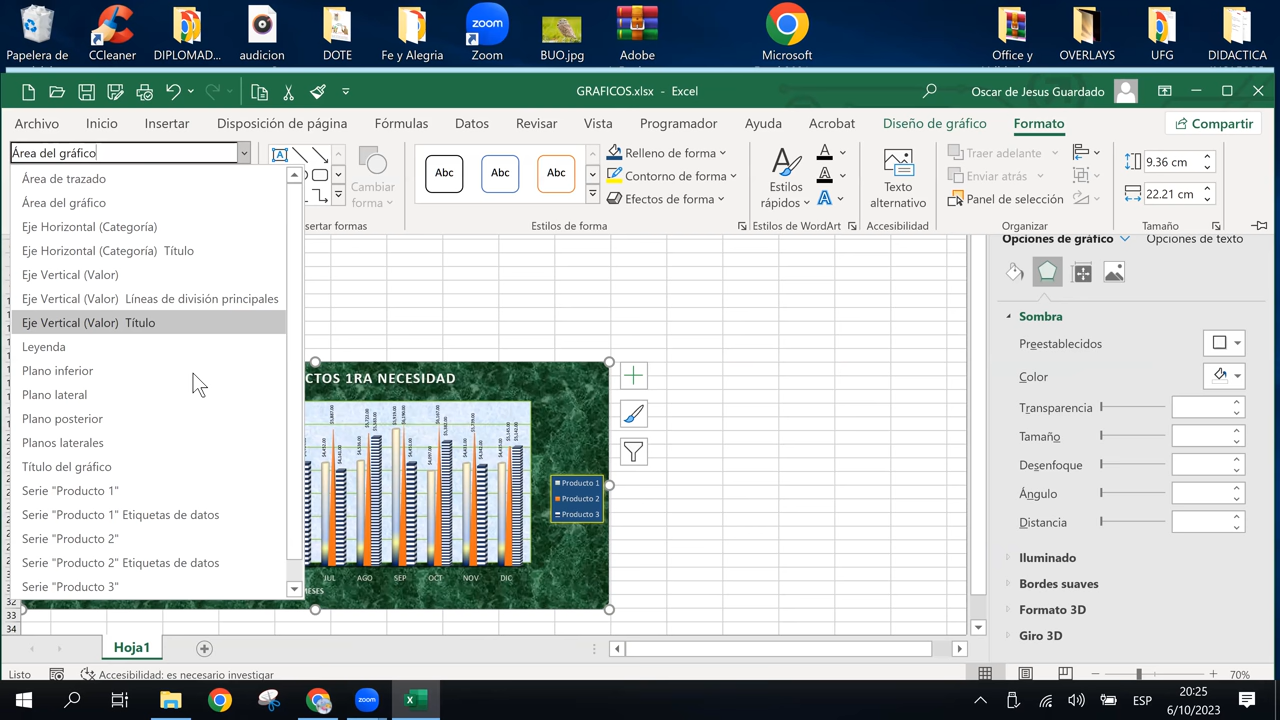 Papelera de
CCleaner
DIPLOMAD...
audicion
DOTE
Fe y Alegria
zoom
Zoom
BUO.jpg
Adobe
Microsoft
Office y
OVERLAYS
UFG
DIDACTICA
GRAFICOS.xlsx - Excel
Oscar de Jesus Guardado
Archivo
Inicio
Insertar
Disposición de página
Fórmulas
Datos
Revisar
Vista
Programador
Ayuda
Acrobat
Diseño de gráfico
Formato
Compartir
Área del gráfico
Cambiar
forma
Insertar formas
Abc
Abc
Abc
Relleno de forma
Contorno de forma
Efectos de forma
Estilos de forma
Estilos
rápidos
Estilos de WordArt
Texto
alternativo
Accesibilidad
Traer adelante
Enviar atrás
Panel de selección
Organizar
9.36 cm
22.21 cm
Tamaño
Área de trazado
Área del gráfico
Eje Horizontal (Categoría)
Eje Horizontal (Categoría) Título
Eje Vertical (Valor)
Eje Vertical (Valor) Líneas de división principales
Eje Vertical (Valor) Título
Leyenda
Plano inferior
Plano lateral
Plano posterior
Planos laterales
Título del gráfico
Serie "Producto 1"
Serie "Producto 1" Etiquetas de datos
Serie "Producto 2"
Serie "Producto 2" Etiquetas de datos
Serie "Producto 3"
CTOS 1RA NECESIDAD
Producto 1
Producto 2
Producto 3
JUL AGO SEP OCT NOV DIC
MESES
32
33
34
Opciones de gráfico
Opciones de texto
Sombra
Preestablecidos
Color
Transparencia
Tamaño
Desenfoque
Ángulo
Distancia
Iluminado
Bordes suaves
Formato 3D
Giro 3D
Hoja1
Listo
Accesibilidad: es necesario investigar
70%
zoom
ESP
20:25
6/10/2023